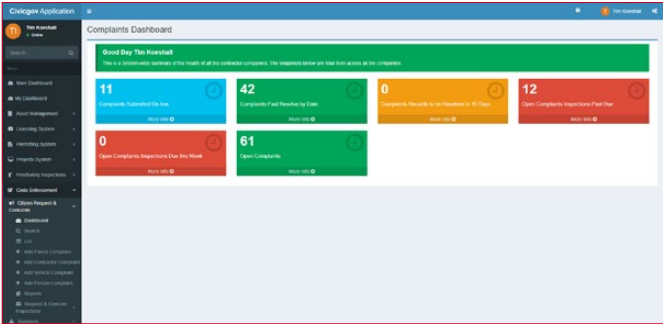 Civicgov Application
Tim Koeshall
TI
Tim Koeshall
Online
Search...
Menu
Main Dashboard
My Dashboard
Asset Management
Licensing System
Permitting System
Projects System
Code Enforcement
Citizen Request &
Concerns
Dashboard
Search
List
Add Parcel Complaint
Add Contractor Complaint
Add Vehicle Complaint
Add Person Complaint
Reports
Request & Concern
Inspections
Violations
Complaints Dashboard
Good Day Tim Koeshall
This is a System-wide summary of the health of all the contractor companies. The snapshots below are total from across all the companies
11
Complaints Submitted On-line
More info
42
Complaints Past Resolve by Date
More info
0
Complaints Records to be Resolved in 10 Days
More info
12
Open Complaints Inspections Past Due
More info
0
Open Complaints Inspections Due this Week
More info
61
Open Complaints
More info